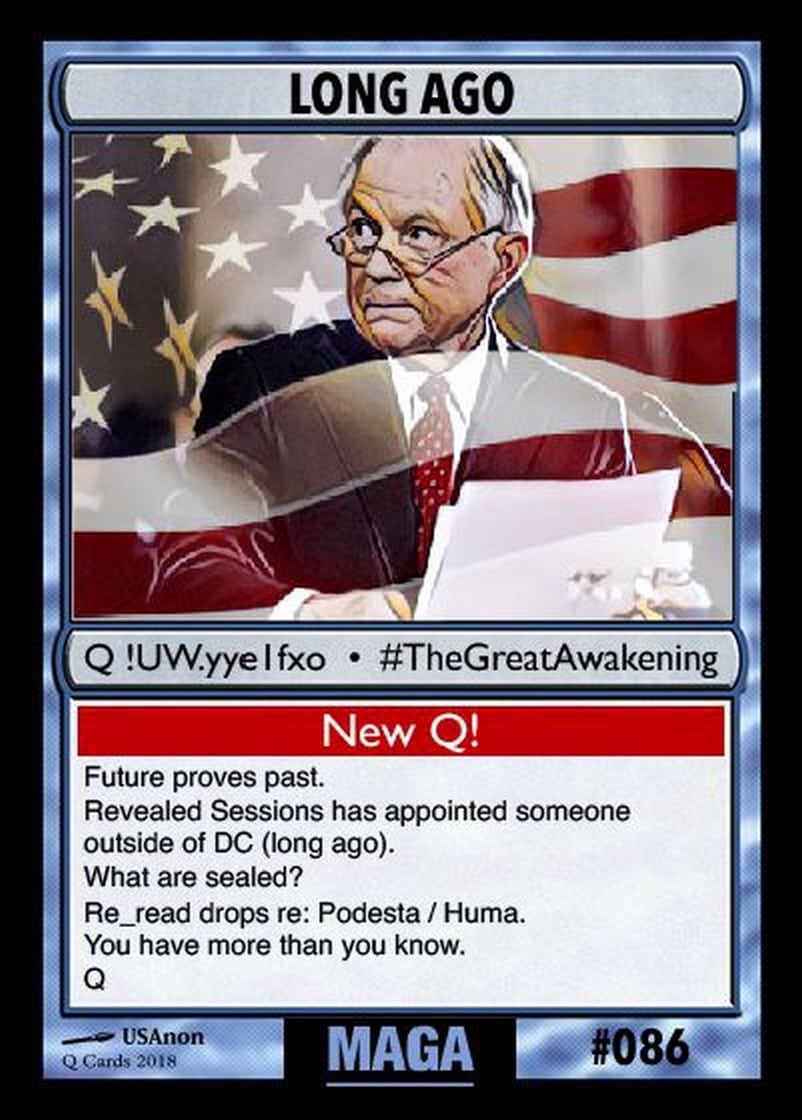 LONG AGO
Q !UW.yye1fxo • #TheGreatAwakening
New Q!
Future proves past.
Revealed Sessions has appointed someone
outside of DC (long ago).
What are sealed?
Re_read drops re: Podesta / Huma.
You have more than you know.
Q
USAnon
Q Cards 2018
MAGA
#086